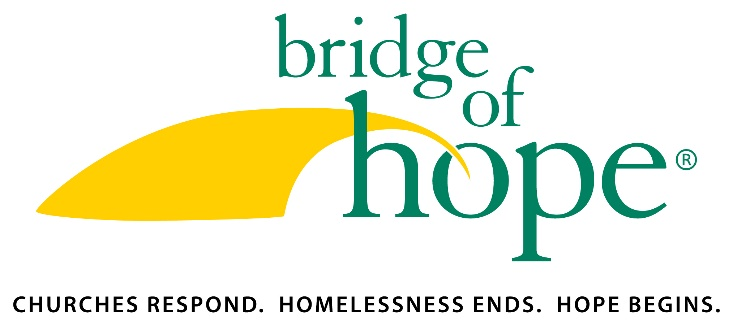 bridge
of
hope®
CHURCHES RESPOND. HOMELESSNESS ENDS. HOPE BEGINS.